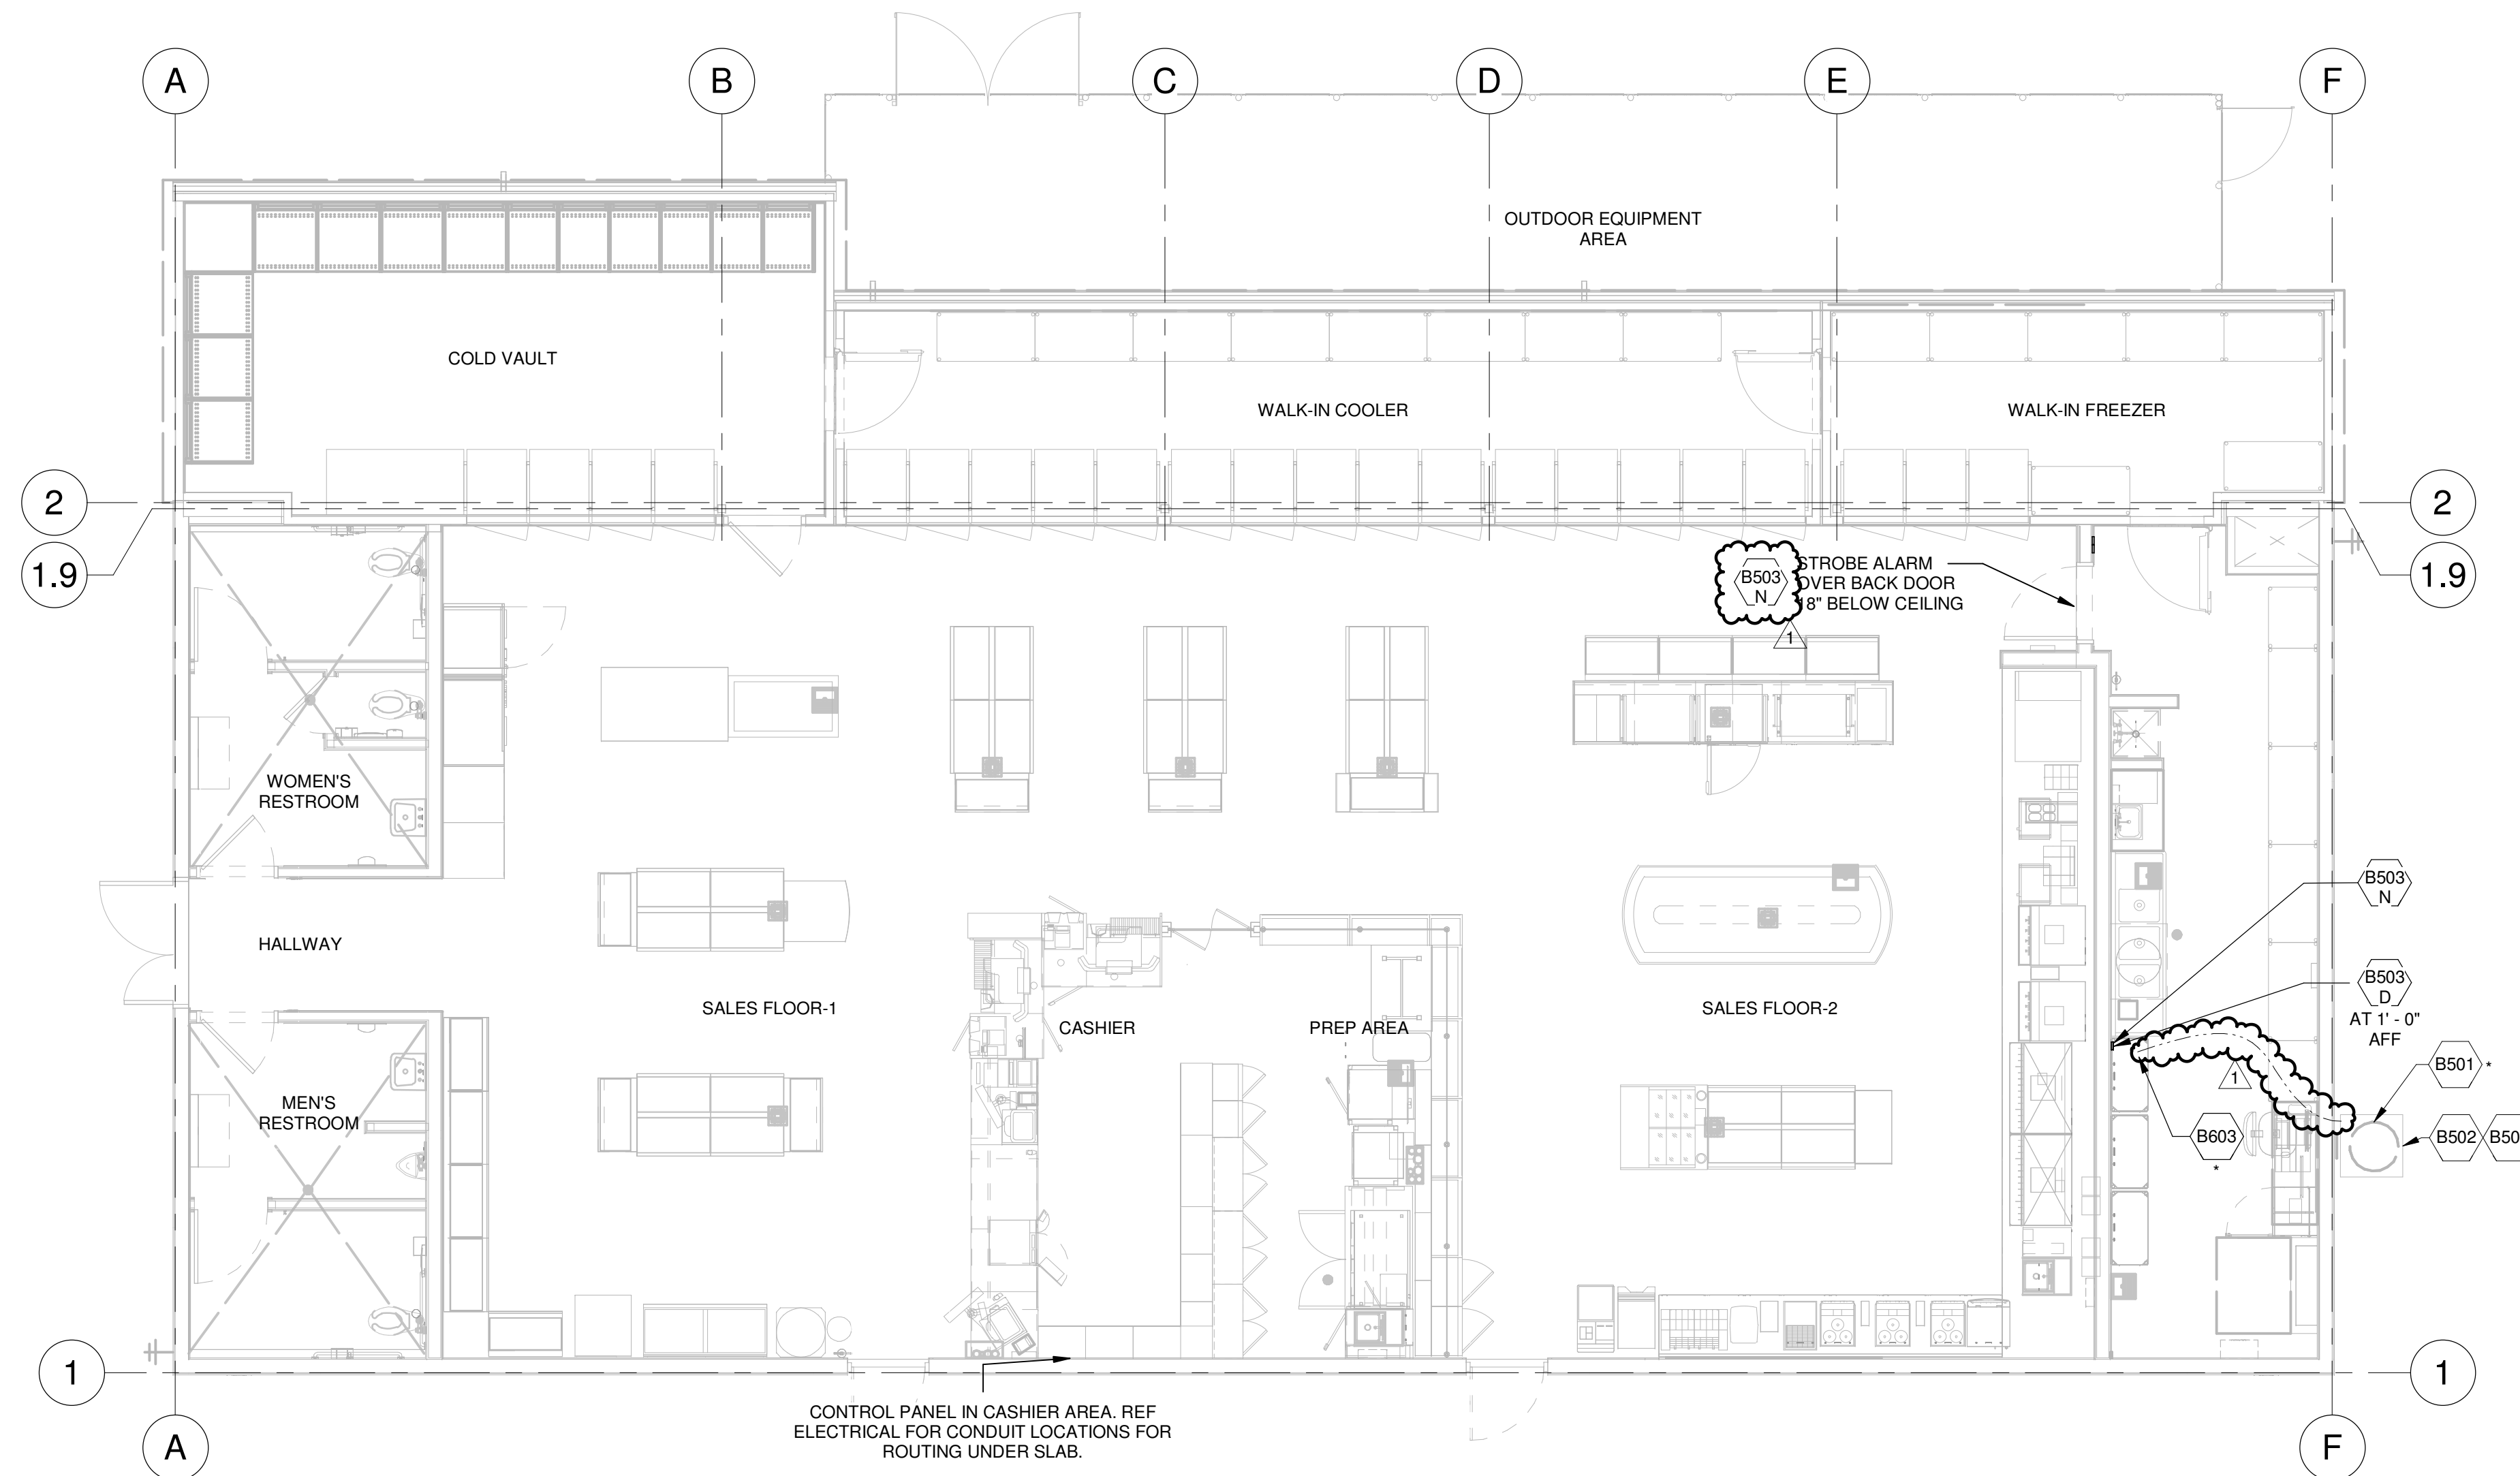 A
B
C
D
E
F
OUTDOOR EQUIPMENT
AREA
COLD VAULT
WALK-IN COOLER
WALK-IN FREEZER
2
2
1.9
1.9
B503
N
1
STROBE ALARM
OVER BACK DOOR
18" BELOW CEILING
WOMEN'S
RESTROOM
HALLWAY
B503
N
SALES FLOOR-1
CASHIER
PREP AREA
SALES FLOOR-2
B503
D
AT 1' - 0"
AFF
1
B501 *
MEN'S
RESTROOM
B603
*
B502
1
1
CONTROL PANEL IN CASHIER AREA. REF
ELECTRICAL FOR CONDUIT LOCATIONS FOR
ROUTING UNDER SLAB.
A
F